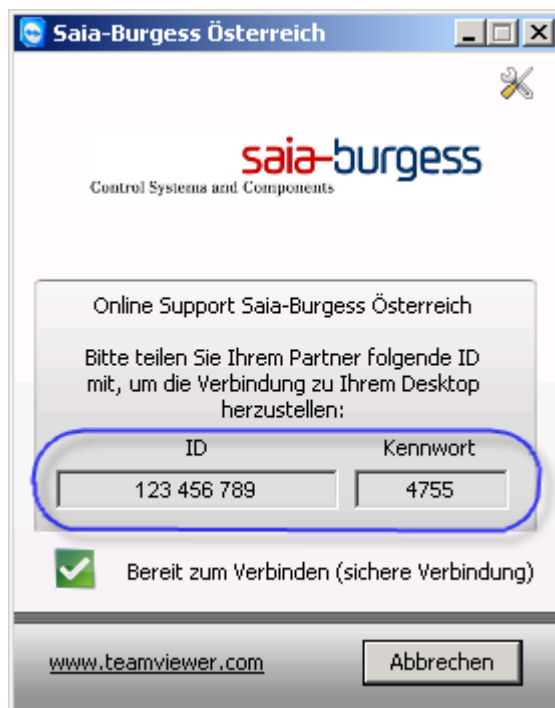 Saia-Burgess Österreich
saia-burgess
Control Systems and Components
Online Support Saia-Burgess Österreich
Bitte teilen Sie Ihrem Partner folgende ID
mit, um die Verbindung zu Ihrem Desktop
herzustellen:
ID Kennwort
123 456 789 4755
Bereit zum Verbinden (sichere Verbindung)
www.teamviewer.com Abbrechen